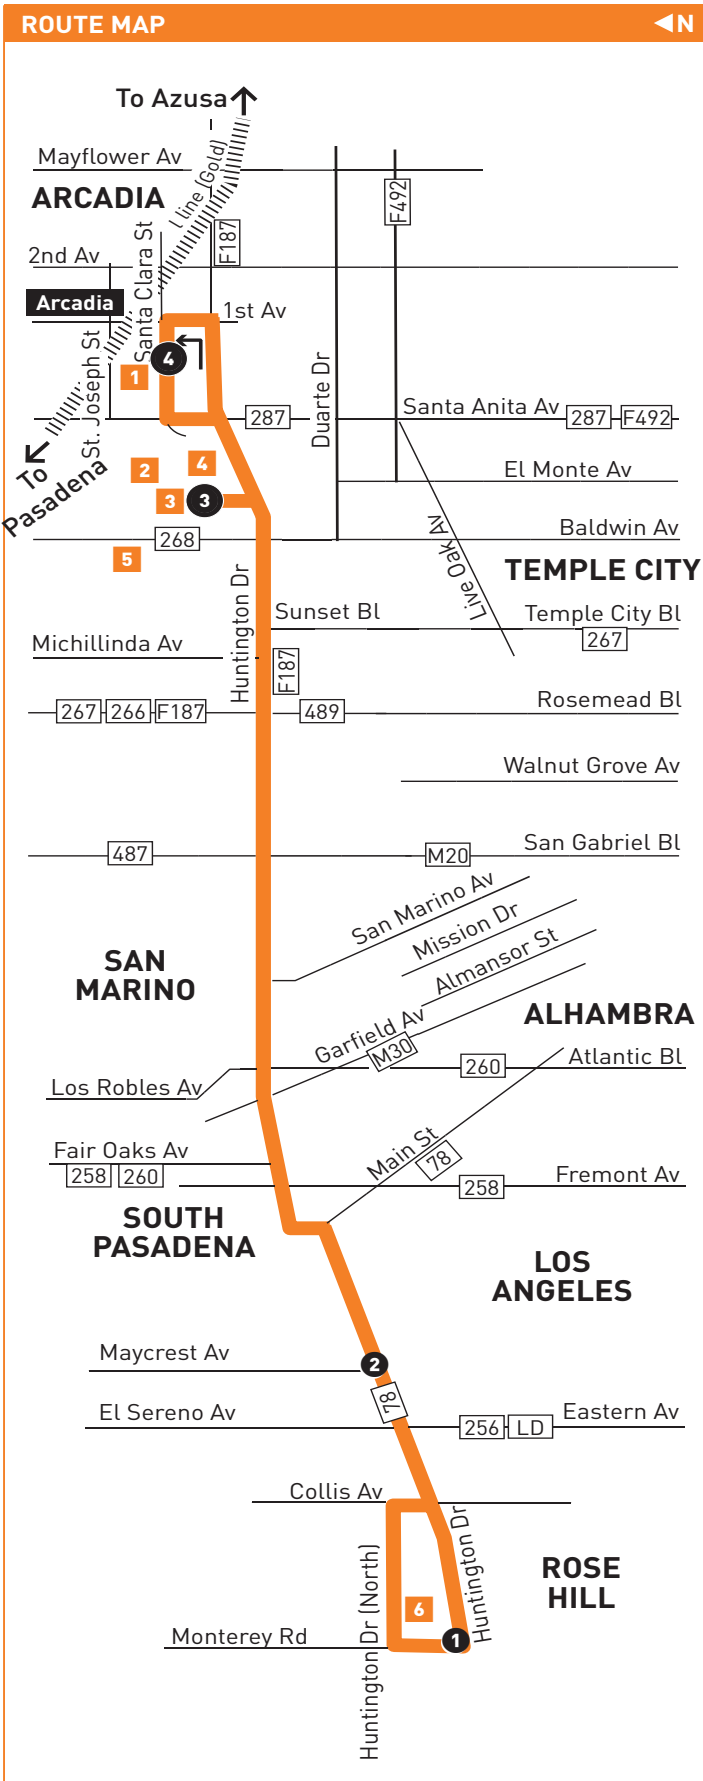 ROUTE MAP
N
To Azusa
Mayflower Av
ARCADIA
L line (Gold)
F492
Santa Clara St
F187
2nd Av
Arcadia
1st Av
4
St. Joseph St
1
Duarte Dr
287
Santa Anita Av
287
F492
To
Pasadena
2
4
El Monte Av
3
3
268
Baldwin Av
5
Live Oak Av
TEMPLE CITY
Huntington Dr
Sunset Bl
Temple City Bl
267
Michillinda Av
F187
267
266
F187
489
Rosemead Bl
Walnut Grove Av
487
M20
San Gabriel Bl
San Marino Av
Mission Dr
Almansor St
SAN
MARINO
ALHAMBRA
Garfield Av
M30
260
Atlantic Bl
Los Robles Av
Main St
78
Fair Oaks Av
258
260
258
Fremont Av
SOUTH
PASADENA
LOS
ANGELES
Maycrest Av
2
78
El Sereno Av
256
LD
Eastern Av
Collis Av
Huntington Dr
Huntington Dr (North)
ROSE
HILL
6
Monterey Rd
1